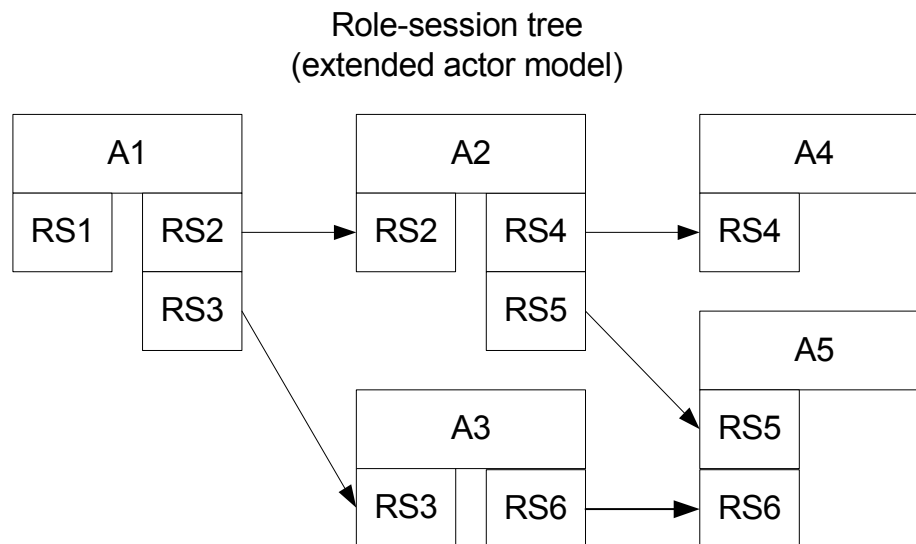 Role-session tree
(extended actor model)
A1
A2
A4
RS1
RS2
RS2
RS4
RS4
RS3
RS5
A5
A3
RS5
RS3
RS6
RS6